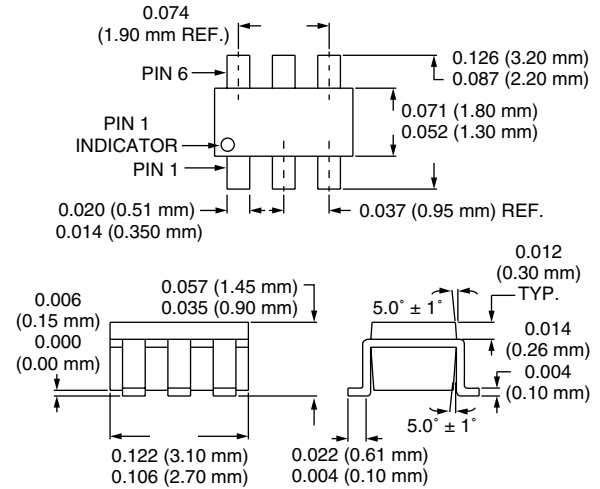 0.074
(1.90 mm REF.)
PIN 6
0.126 (3.20 mm)
0.087 (2.20 mm)
0.071 (1.80 mm)
0.052 (1.30 mm)
PIN 1
INDICATOR
PIN 1
0.020 (0.51 mm)
0.014 (0.350 mm)
0.037 (0.95 mm) REF.
0.012
(0.30 mm)
TYP.
0.057 (1.45 mm)
0.035 (0.90 mm)
0.006
(0.15 mm)
0.000
(0.00 mm)
5.0° ± 1°
0.014
(0.26 mm)
0.004
(0.10 mm)
5.0° ± 1°
0.122 (3.10 mm)
0.106 (2.70 mm)
0.022 (0.61 mm)
0.004 (0.10 mm)